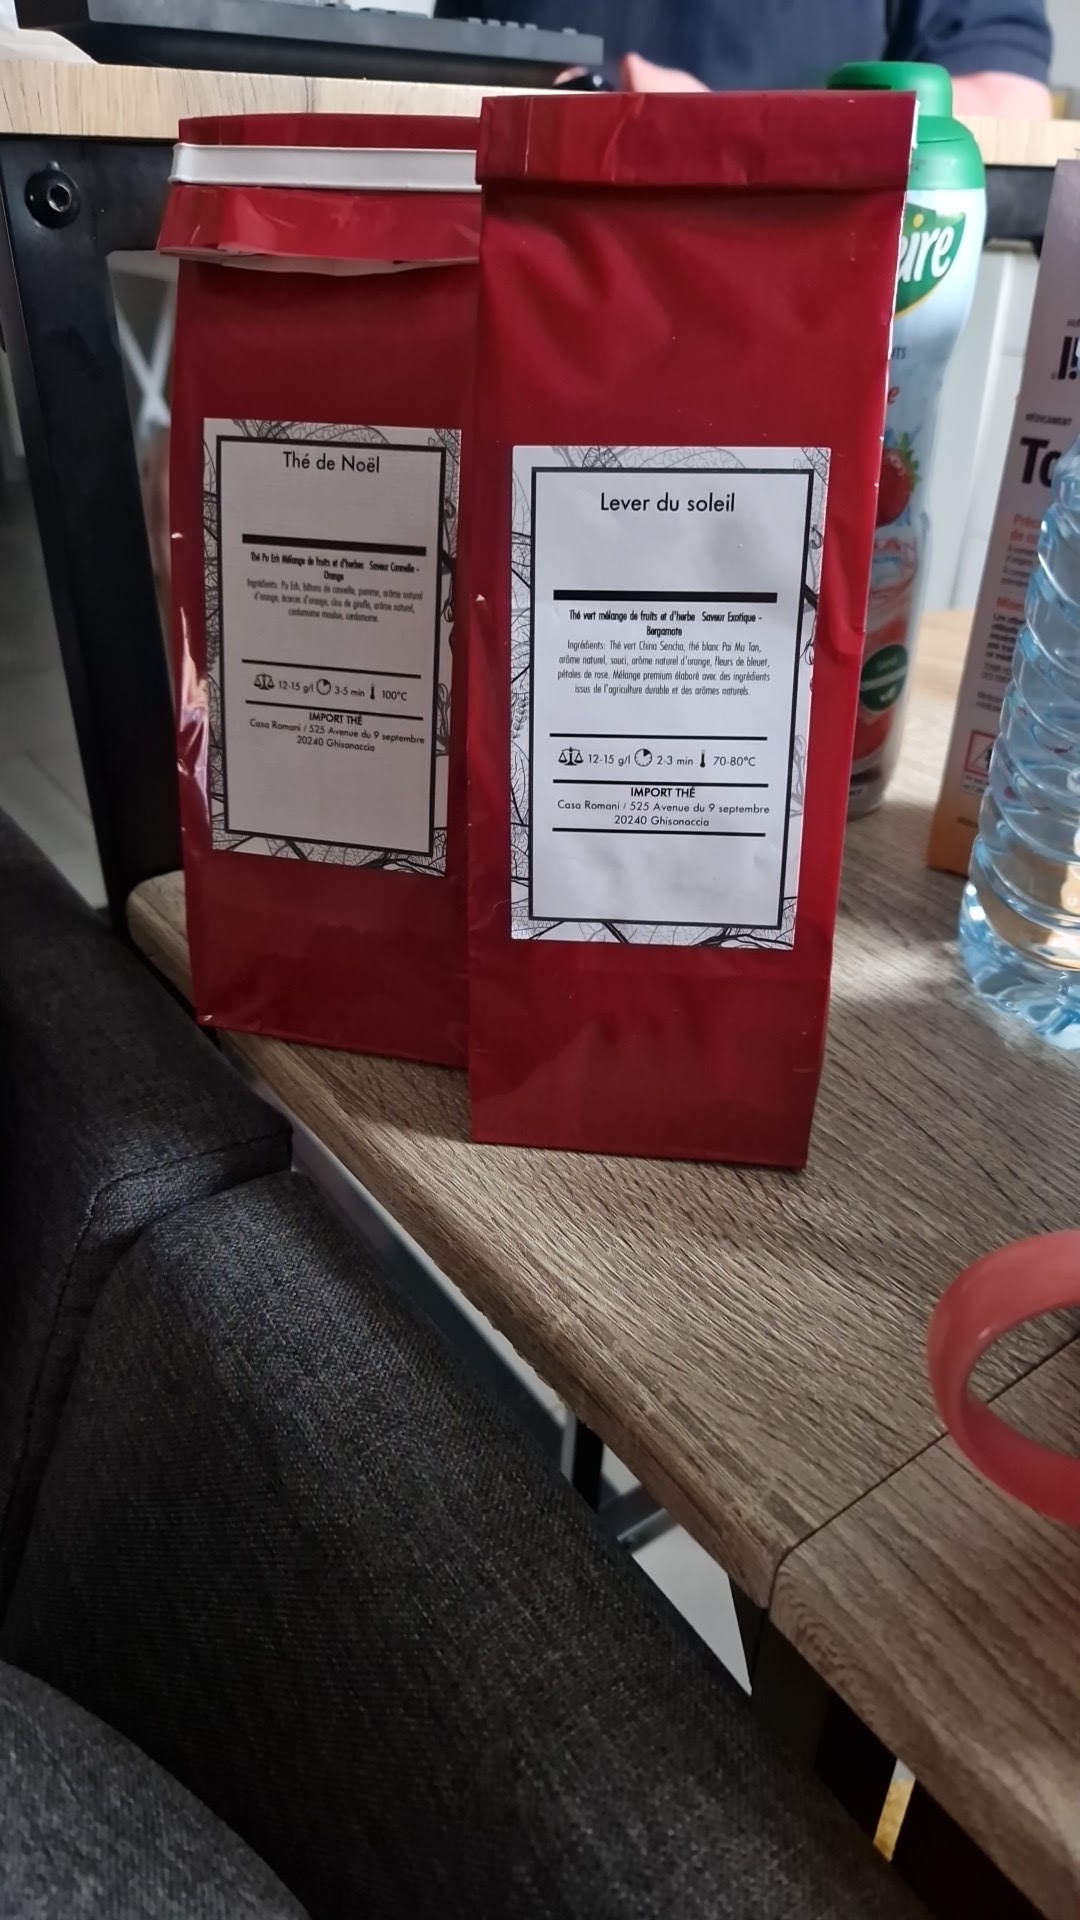 Thé de Noël
Thé Pu Erh Mélange de fruits et d'herbes Saveur Cannelle -
Orange
Ingrédients: Pu Erh, bâtons de cannelle, pomme, arôme naturel
d'orange, écorces d'orange, clou de girofle, arôme naturel,
cardamome moulue, cardamome.
12-15 g/l 3-5 min 100°C
IMPORT THÉ
Casa Romani / 525 Avenue du 9 septembre
20240 Ghisonaccia
Lever du soleil
Thé vert mélange de fruits et d'herbe Saveur Exotique -
Bergamote
Ingrédients: Thé vert China Sencha, thé blanc Pai Mu Tan,
arôme naturel, souci, arôme naturel d'orange, fleurs de bleuet,
pétales de rose. Mélange premium élaboré avec des ingrédients
issus de l'agriculture durable et des arômes naturels.
12-15 g/l 2-3 min 70-80°C
IMPORT THÉ
Casa Romani / 525 Avenue du 9 septembre
20240 Ghisonaccia
MÉDICAMENT